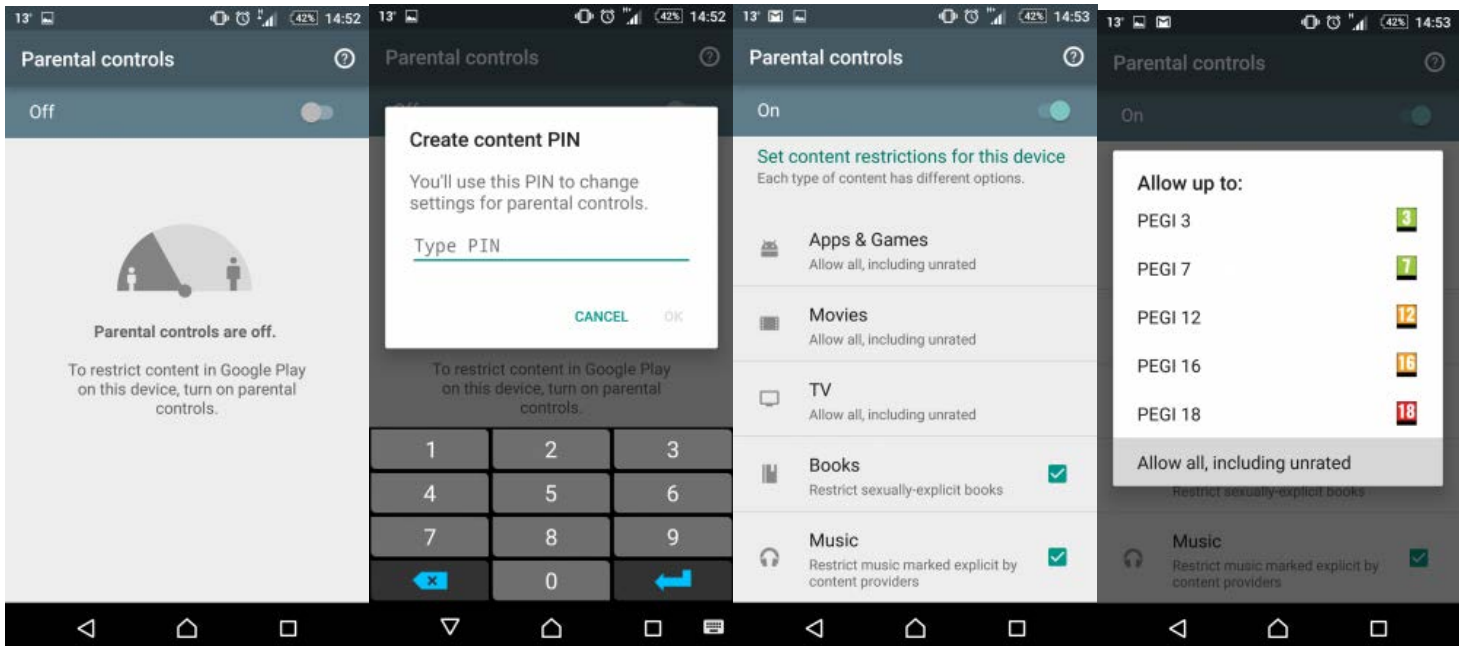 13° 42% 14:52
Parental controls
Off
Parental controls are off.
To restrict content in Google Play
on this device, turn on parental
controls.
13° 42% 14:52
Parental controls
Off
Create content PIN
You'll use this PIN to change
settings for parental controls.
Type PIN
CANCEL OK
To restrict content in Google Play
on this device, turn on parental
controls.
1 2 3
4 5 6
7 8 9
0
13° 42% 14:53
Parental controls
On
Set content restrictions for this device
Each type of content has different options.
Apps & Games
Allow all, including unrated
Movies
Allow all, including unrated
TV
Allow all, including unrated
Books
Restrict sexually-explicit books
Music
Restrict music marked explicit by
content providers
13° 42% 14:53
Parental controls
On
Allow up to:
PEGI 3 3
PEGI 7 7
PEGI 12 12
PEGI 16 16
PEGI 18 18
Allow all, including unrated
Restrict sexually-explicit books
Music
Restrict music marked explicit by
content providers